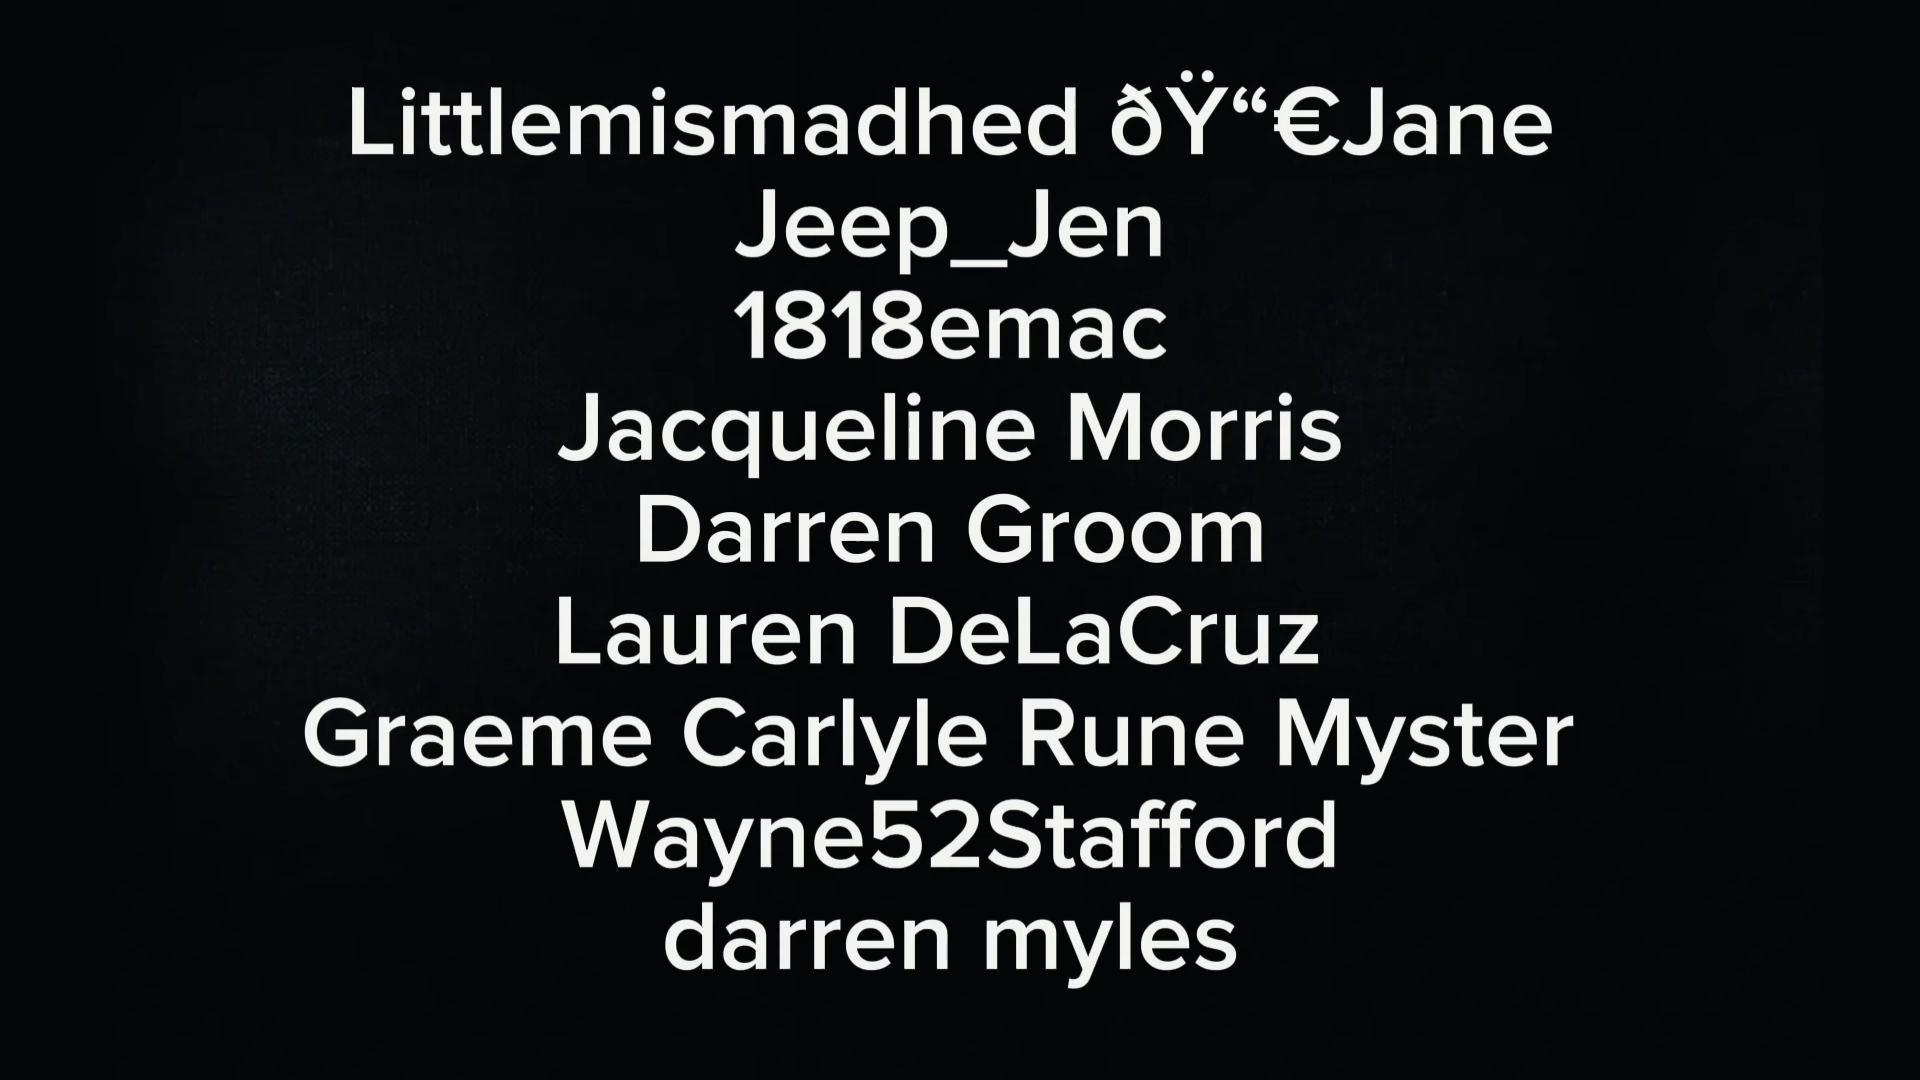 Littlemismadhed ðŸ“€Jane
Jeep_Jen
1818emac
Jacqueline Morris
Darren Groom
Lauren DeLaCruz
Graeme Carlyle Rune Myster
Wayne52Stafford
darren myles